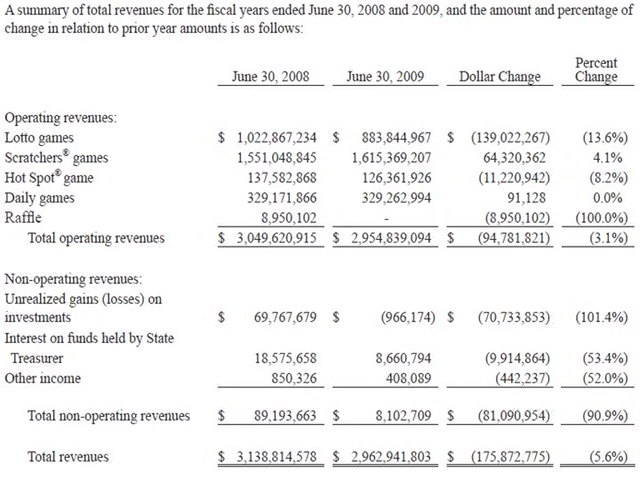 A summary of total revenues for the fiscal years ended June 30, 2008 and 2009, and the amount and percentage of
change in relation to prior year amounts is as follows:
Percent
June 30, 2008 June 30, 2009 Dollar Change Change
Operating revenues:
Lotto games $ 1,022,867,234 $ 883,844,967 $ (139,022,267) (13.6%)
Scratchers® games 1,551,048,845 1,615,369,207 64,320,362 4.1%
Hot Spot® game 137,582,868 126,361,926 (11,220,942) (8.2%)
Daily games 329,171,866 329,262,994 91,128 0.0%
Raffle 8,950,102 - (8,950,102) (100.0%)
Total operating revenues $ 3,049,620,915 $ 2,954,839,094 $ (94,781,821) (3.1%)
Non-operating revenues:
Unrealized gains (losses) on
investments $ 69,767,679 $ (966,174) $ (70,733,853) (101.4%)
Interest on funds held by State
Treasurer 18,575,658 8,660,794 (9,914,864) (53.4%)
Other income 850,326 408,089 (442,237) (52.0%)
Total non-operating revenues $ 89,193,663 $ 8,102,709 $ (81,090,954) (90.9%)
Total revenues $ 3,138,814,578 $ 2,962,941,803 $ (175,872,775) (5.6%)